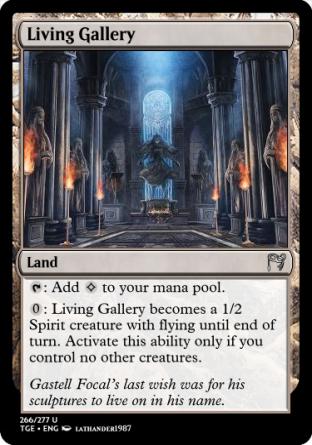 Living Gallery
Land
: Add to your mana pool.
0: Living Gallery becomes a 1/2
Spirit creature with flying until end of
turn. Activate this ability only if you
control no other creatures.
Gastell Focal's last wish was for his
sculptures to live on in his name.
266/277 U
TGE • ENG LATHANDER1987